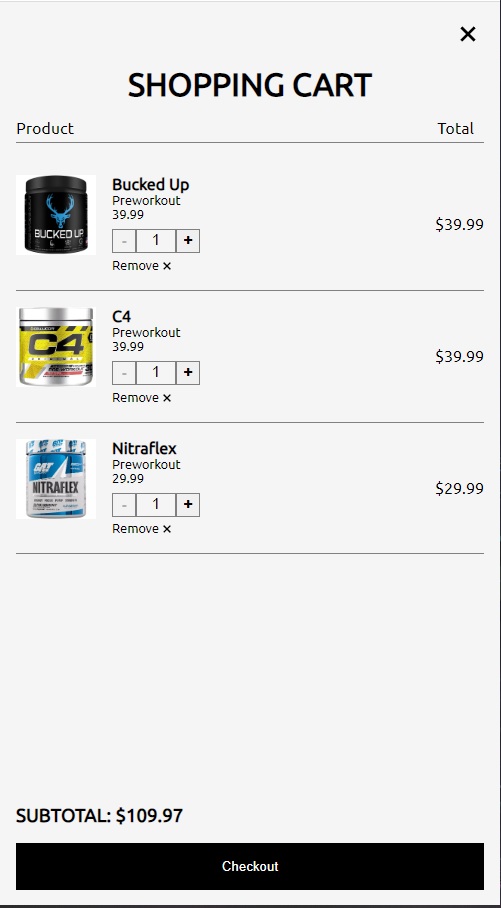 ×
SHOPPING CART
Product Total
BUCKED UP
Bucked Up
Preworkout
39.99
- 1 +
Remove ×
$39.99
C4
C4
Preworkout
39.99
- 1 +
Remove ×
$39.99
GAT
NITRAFLEX
Nitraflex
Preworkout
29.99
- 1 +
Remove ×
$29.99
SUBTOTAL: $109.97
Checkout